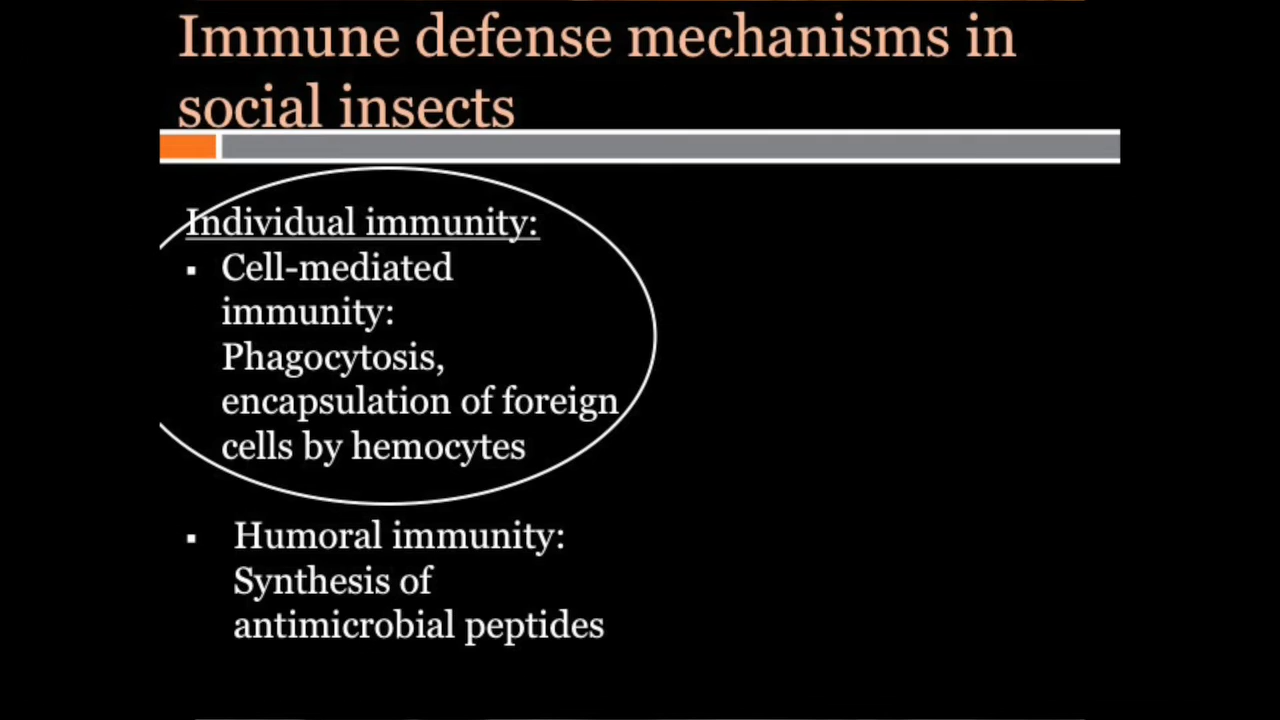 Immune defense mechanisms in
social insects
Individual immunity:
▪ Cell-mediated
immunity:
Phagocytosis,
encapsulation of foreign
cells by hemocytes
▪ Humoral immunity:
Synthesis of
antimicrobial peptides